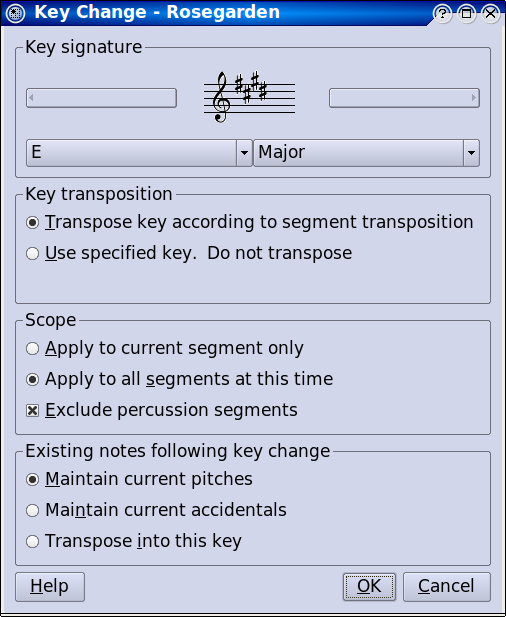 Key Change - Rosegarden
Key signature
E
Major
Key transposition
Transpose key according to segment transposition
Use specified key.  Do not transpose
Scope
Apply to current segment only
Apply to all segments at this time
Exclude percussion segments
Existing notes following key change
Maintain current pitches
Maintain current accidentals
Transpose into this key
Help
OK
Cancel